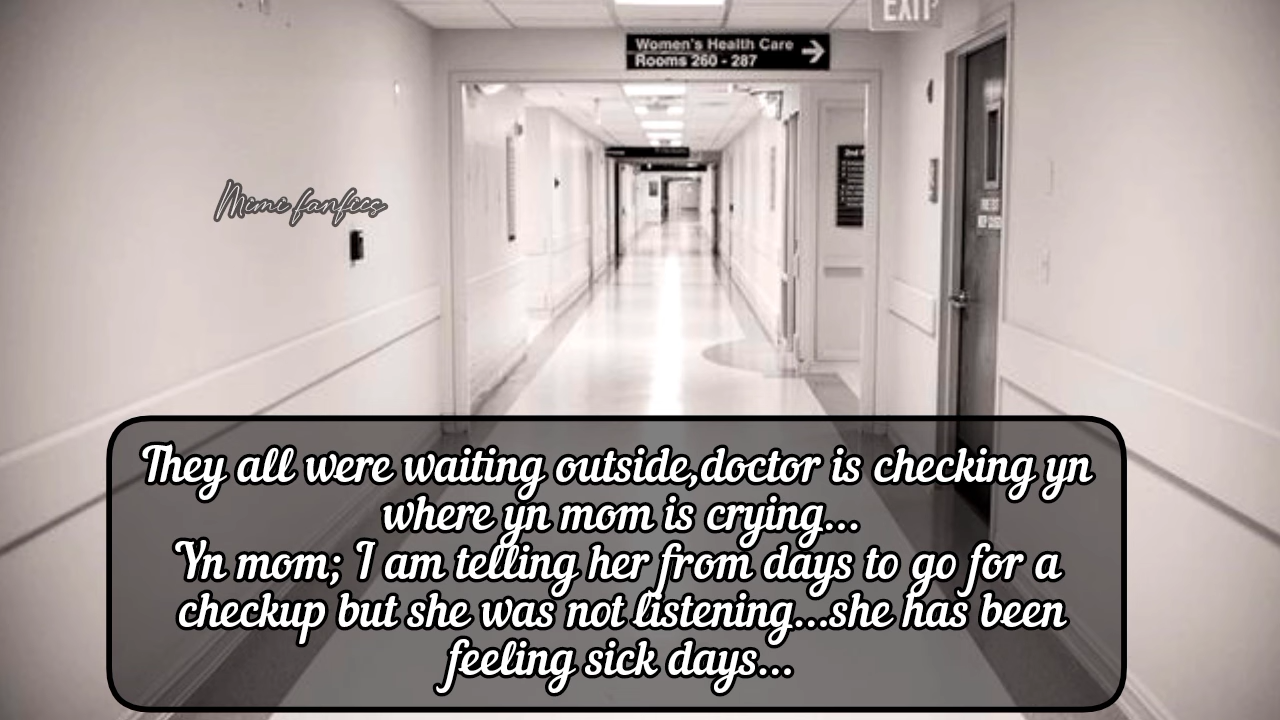 EXIT
Women's Health Care
Rooms 260 - 287
2nd
Mimi fanfics
They all were waiting outside,doctor is checking yn
where yn mom is crying...
Yn mom; I am telling her from days to go for a
checkup but she was not listening...she has been
feeling sick days...